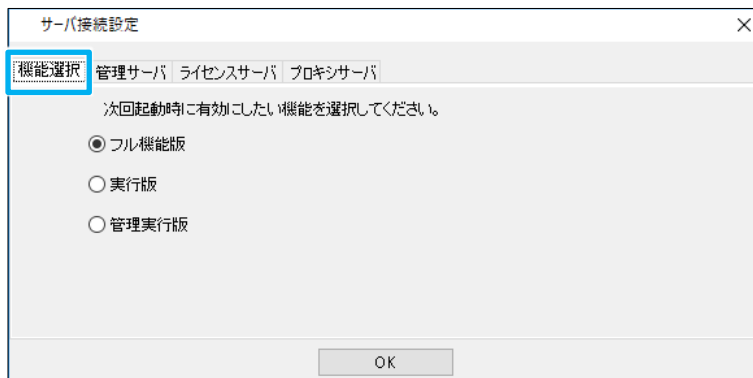 サーバ接続設定
機能選択 管理サーバ ライセンスサーバ プロキシサーバ
次回起動時に有効にしたい機能を選択してください。
フル機能版
実行版
管理実行版
OK